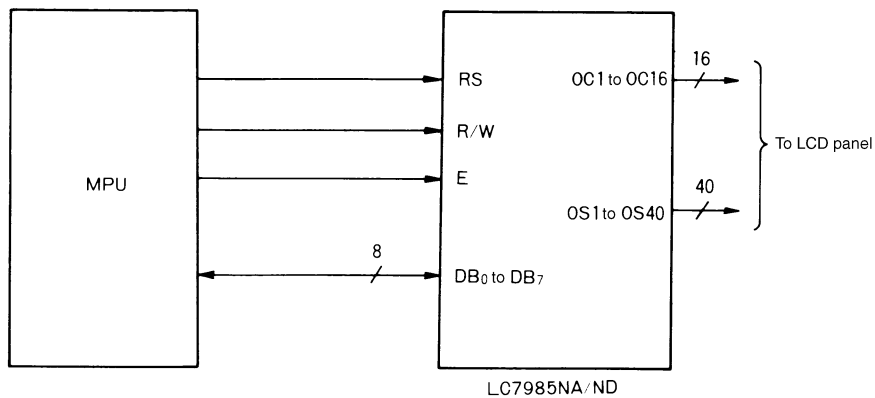 MPU
RS
R/W
E
8
DB0 to DB7
OC1 to OC16
16
OS1 to OS40
40
To LCD panel
LC7985NA/ND